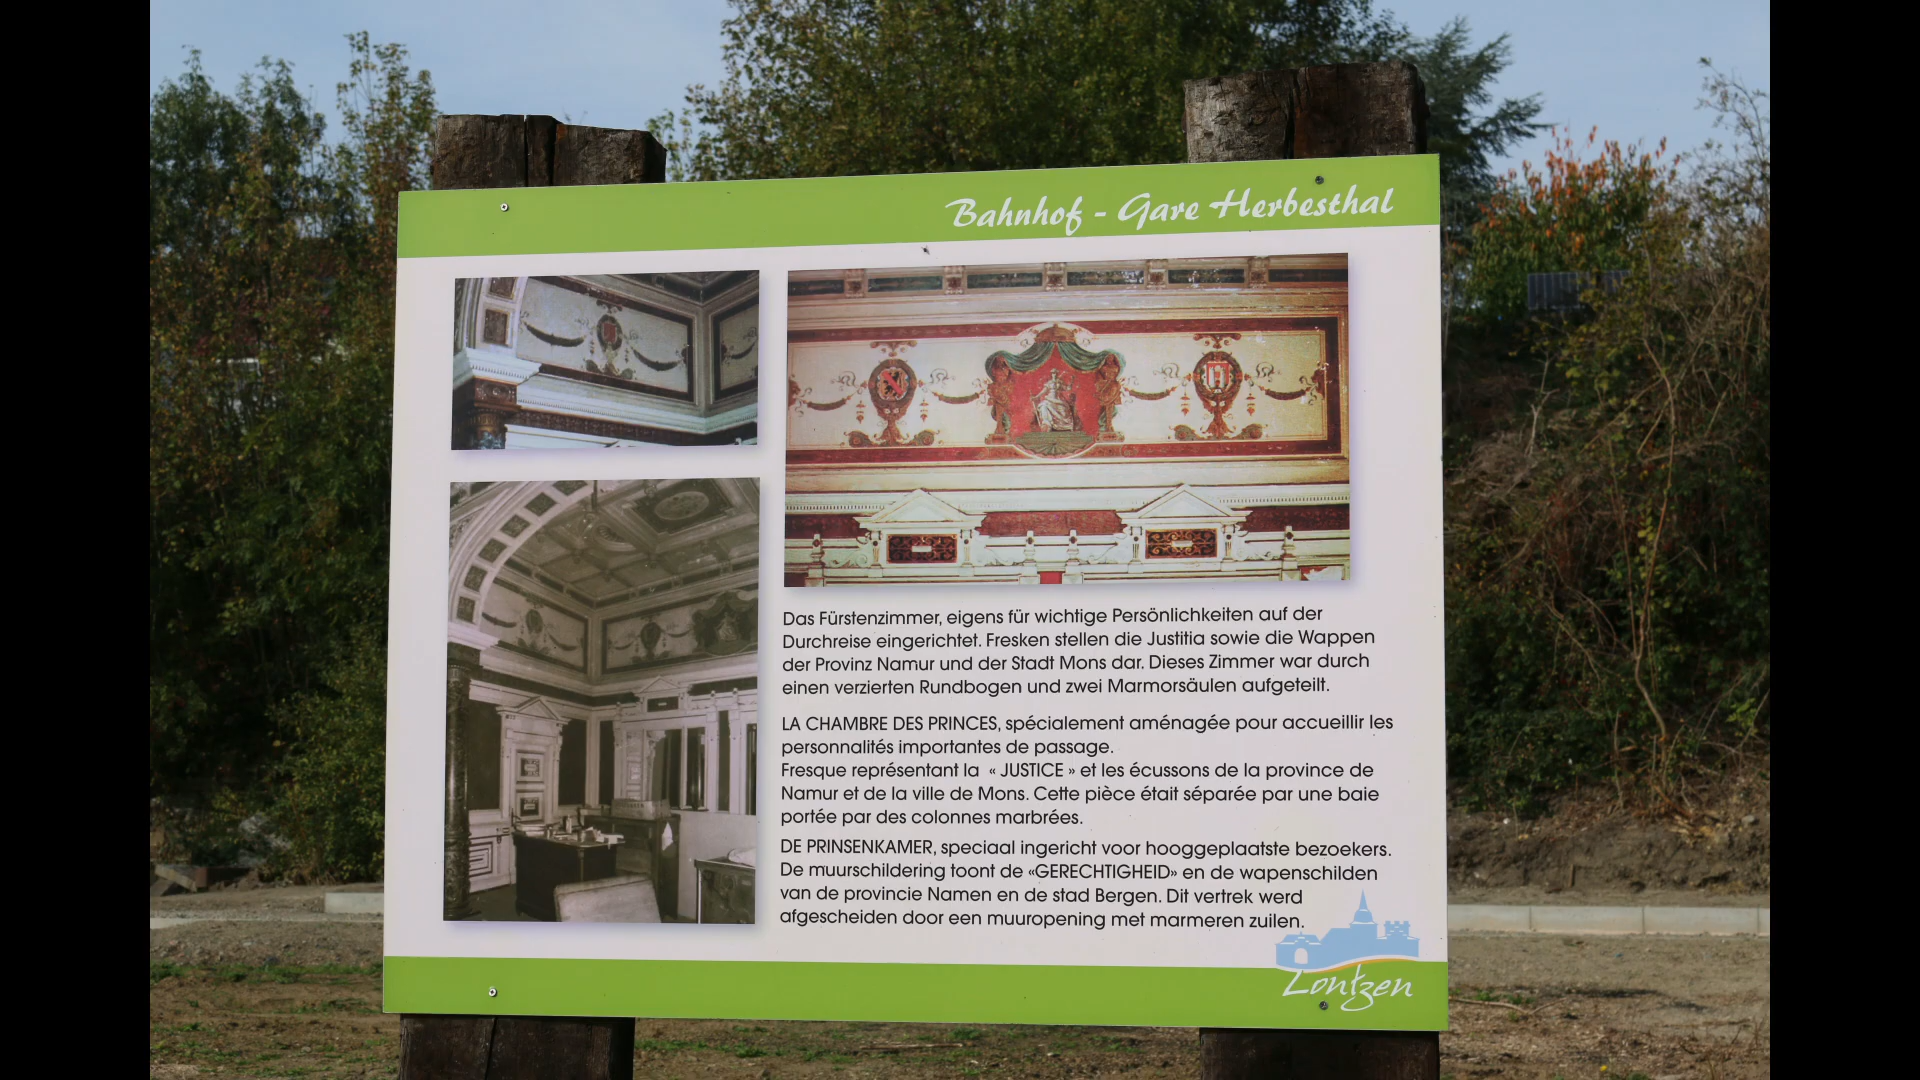 Bahnhof - Gare Herbesthal
Das Fürstenzimmer, eigens für wichtige Persönlichkeiten auf der
Durchreise eingerichtet. Fresken stellen die Justitia sowie die Wappen
der Provinz Namur und der Stadt Mons dar. Dieses Zimmer war durch
einen verzierten Rundbogen und zwei Marmorsäulen aufgeteilt.
LA CHAMBRE DES PRINCES, spécialement aménagée pour accueillir les
personnalités importantes de passage.
Fresque représentant la « JUSTICE » et les écussons de la province de
Namur et de la ville de Mons. Cette pièce était séparée par une baie
portée par des colonnes marbrées.
DE PRINSENKAMER, speciaal ingericht voor hooggeplaatste bezoekers.
De muurschildering toont de «GERECHTIGHEID» en de wapenschilden
van de provincie Namen en de stad Bergen. Dit vertrek werd
afgescheiden door een muuropening met marmeren zuilen.
Lontzen